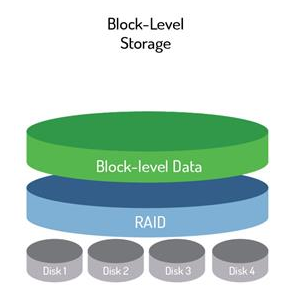 Block-Level
Storage
Block-level Data
RAID
Disk 1
Disk 2
Disk 3
Disk 4